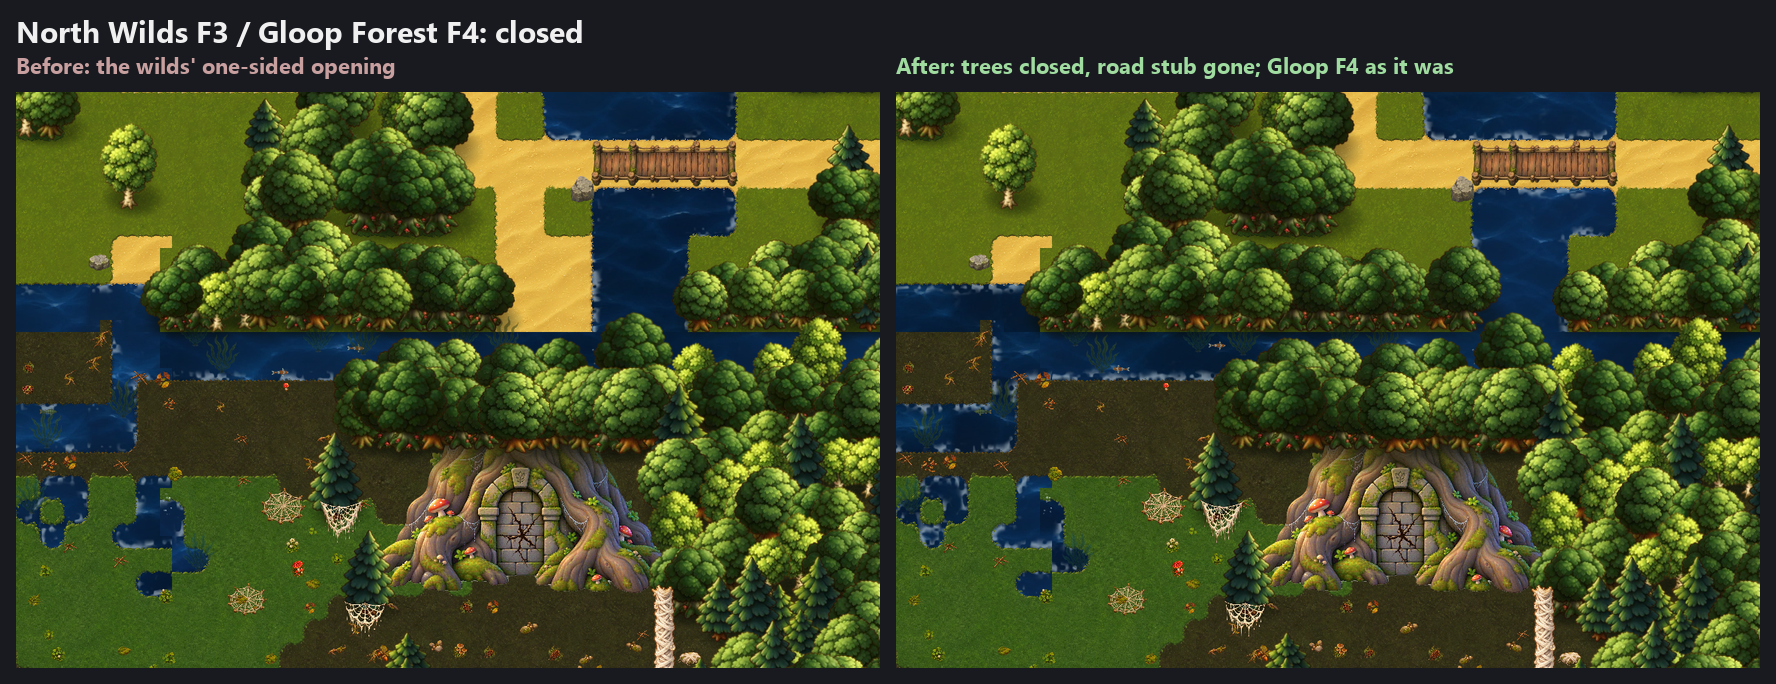 North Wilds F3 / Gloop Forest F4: closed
Before: the wilds' one-sided opening
After: trees closed, road stub gone; Gloop F4 as it was